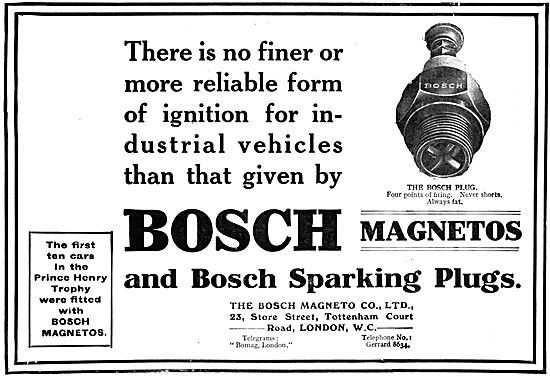 There is no finer or
more reliable form
of ignition for in-
dustrial vehicles
than that given by
BOSCH
THE BOSCH PLUG.
Four points of firing. Never shorts.
Always fat.
BOSCH MAGNETOS
and Bosch Sparking Plugs.
The first
ten cars
in the
Prince Henry
Trophy
were fitted
with
BOSCH
MAGNETOS.
THE BOSCH MAGNETO CO., LTD.,
23, Store Street, Tottenham Court
Road, LONDON, W.C.
Telegrams:
"Bomag, London."
Telephone No.:
Gerrard 8634.